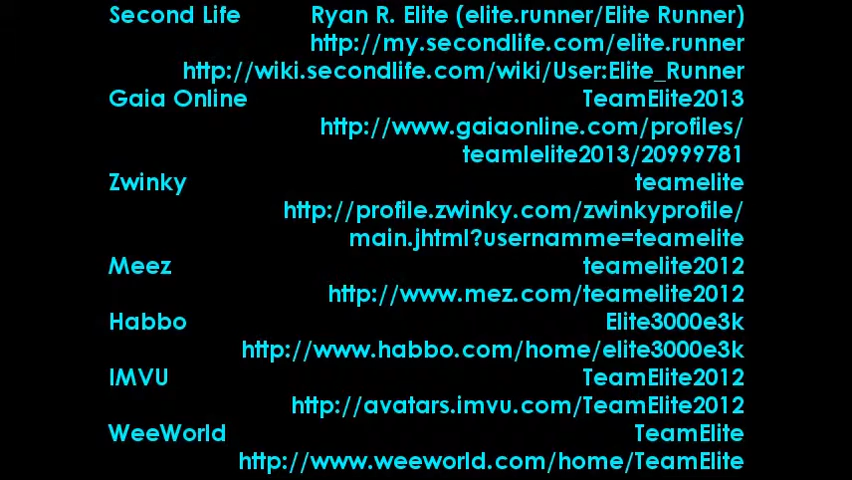 Second Life Ryan R. Elite (elite.runner/Elite Runner)
http://my.secondlife.com/elite.runner
http://wiki.secondlife.com/wiki/User:Elite_Runner
Gaia Online TeamElite2013
http://www.gaiaonline.com/profiles/
teamlelite2013/20999781
Zwinky teamelite
http://profile.zwinky.com/zwinkyprofile/
main.jhtml?usernamme=teamelite
Meez teamelite2012
http://www.mez.com/teamelite2012
Habbo Elite3000e3k
http://www.habbo.com/home/elite3000e3k
IMVU TeamElite2012
http://avatars.imvu.com/TeamElite2012
WeeWorld TeamElite
http://www.weeworld.com/home/TeamElite